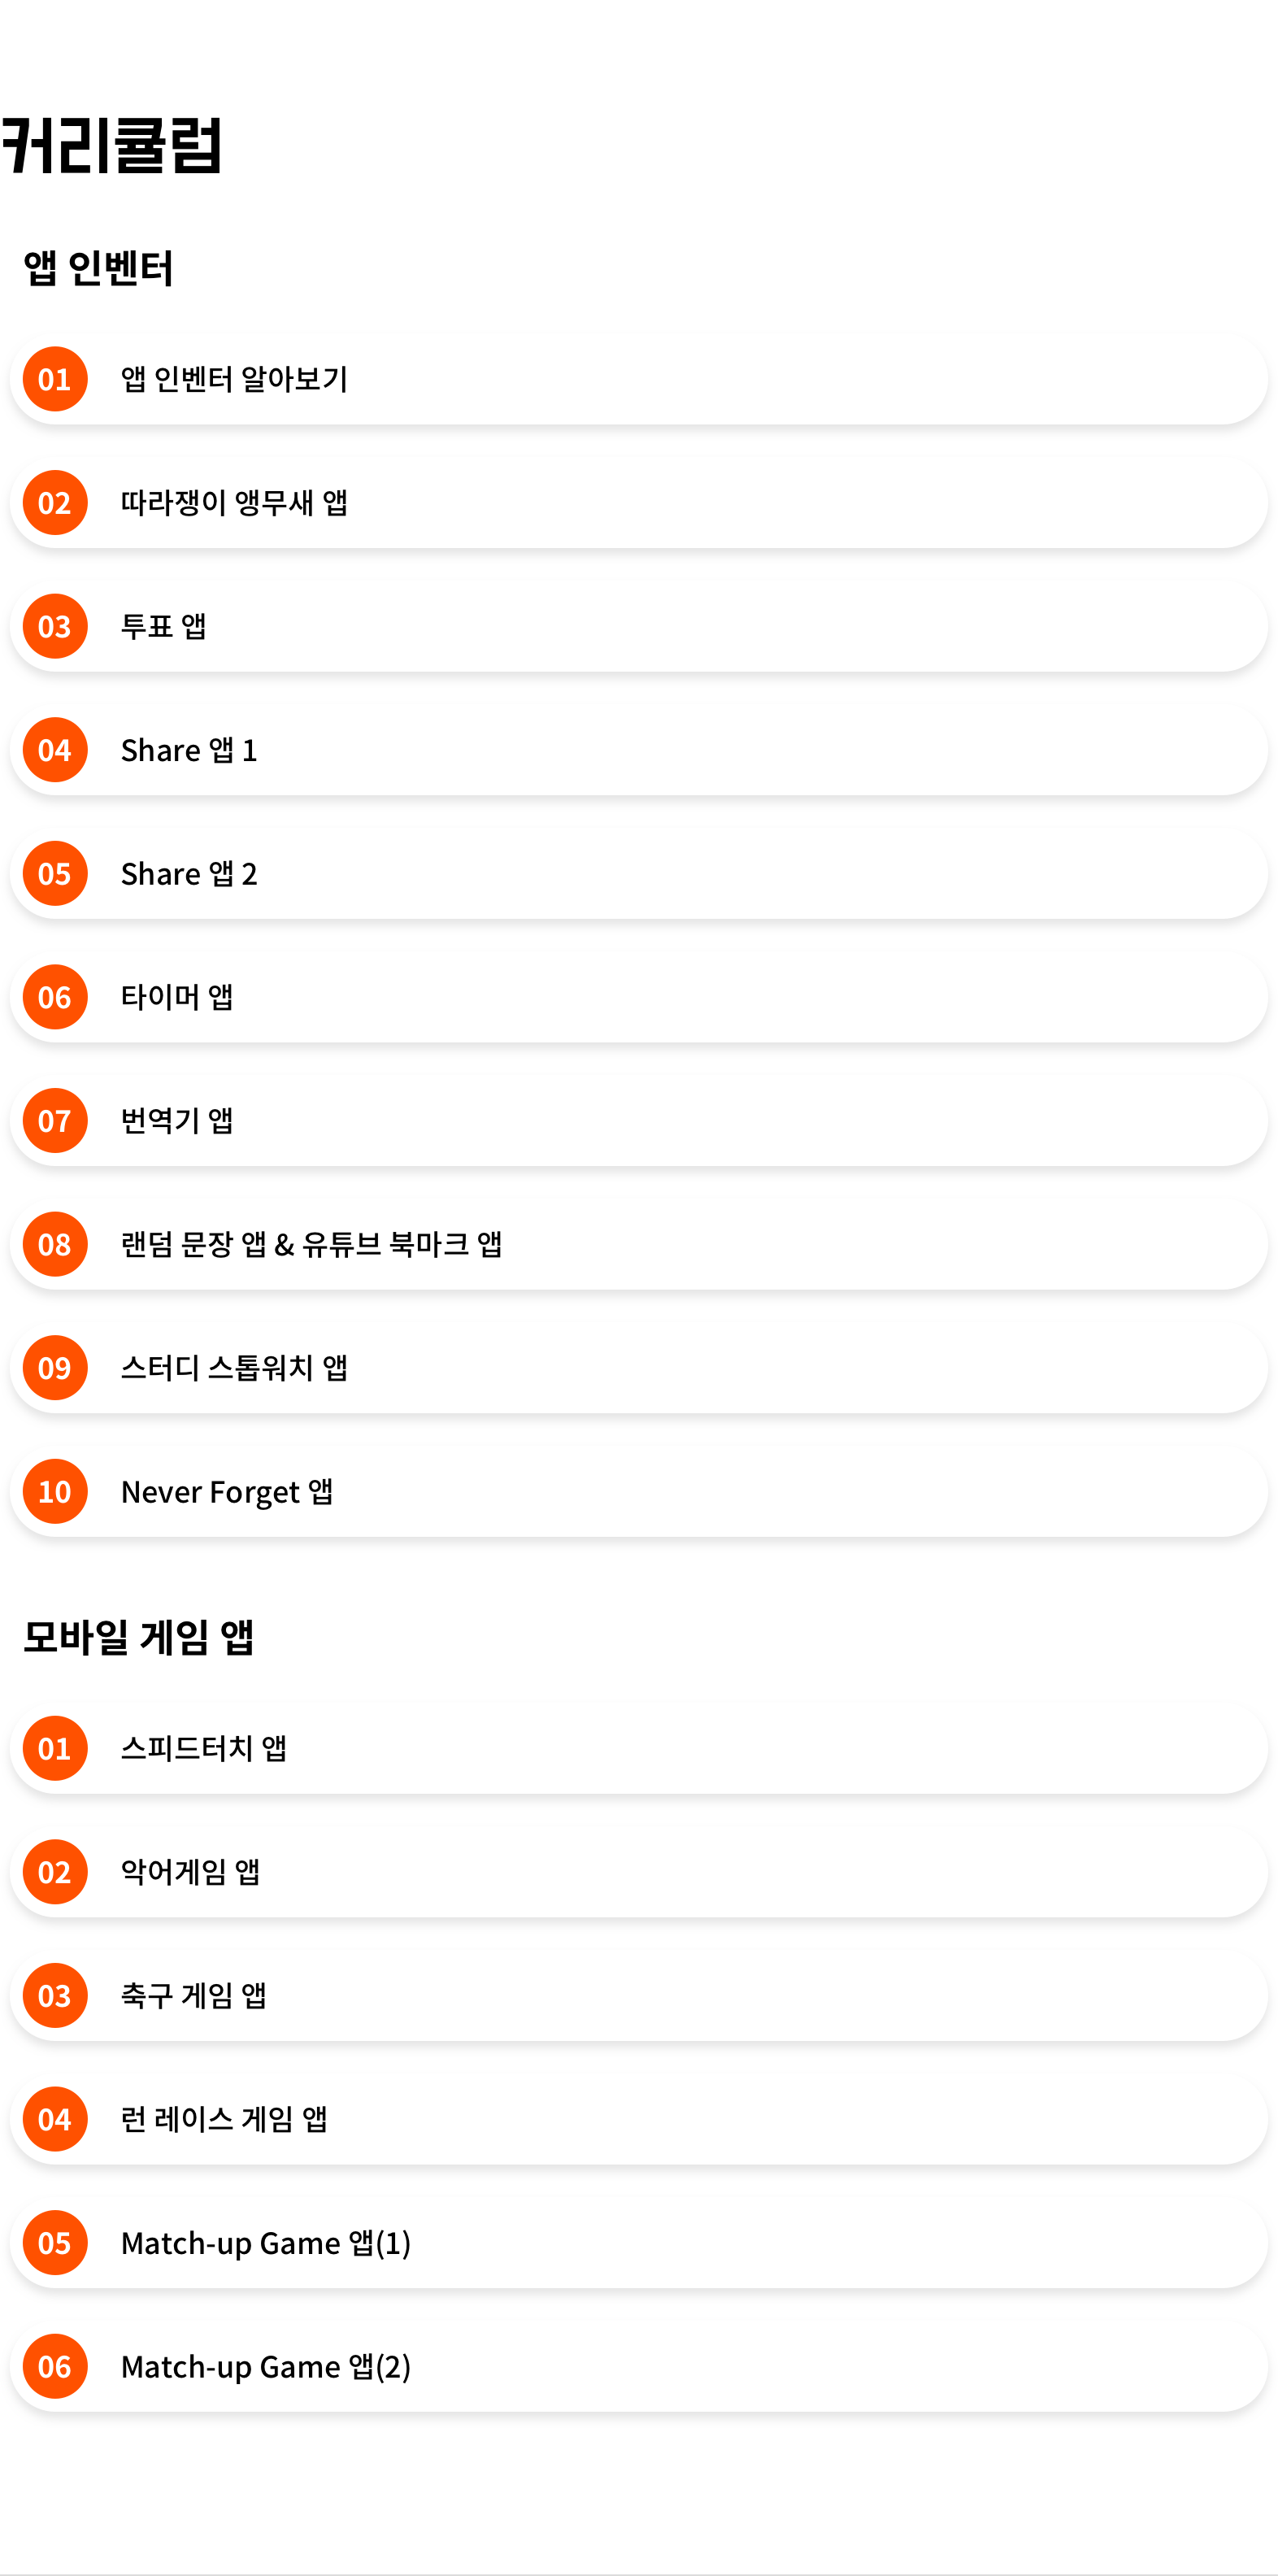 커리큘럼
앱 인벤터
01 앱 인벤터 알아보기
02 따라쟁이 앵무새 앱
03 투표 앱
04 Share 앱 1
05 Share 앱 2
06 타이머 앱
07 번역기 앱
08 랜덤 문장 앱 & 유튜브 북마크 앱
09 스터디 스톱워치 앱
10 Never Forget 앱
모바일 게임 앱
01 스피드터치 앱
02 악어게임 앱
03 축구 게임 앱
04 런 레이스 게임 앱
05 Match-up Game 앱(1)
06 Match-up Game 앱(2)